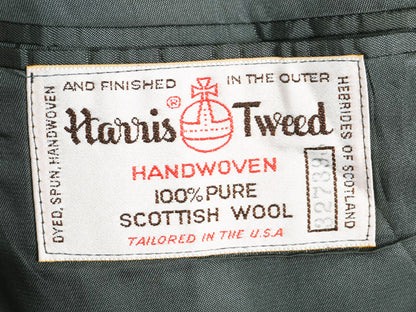 DYED, SPUN, HANDWOVEN
AND FINISHED IN THE OUTER
HEBRIDES OF SCOTLAND
Harris® Tweed
HANDWOVEN
100% PURE
SCOTTISH WOOL
TAILORED IN THE U.S.A